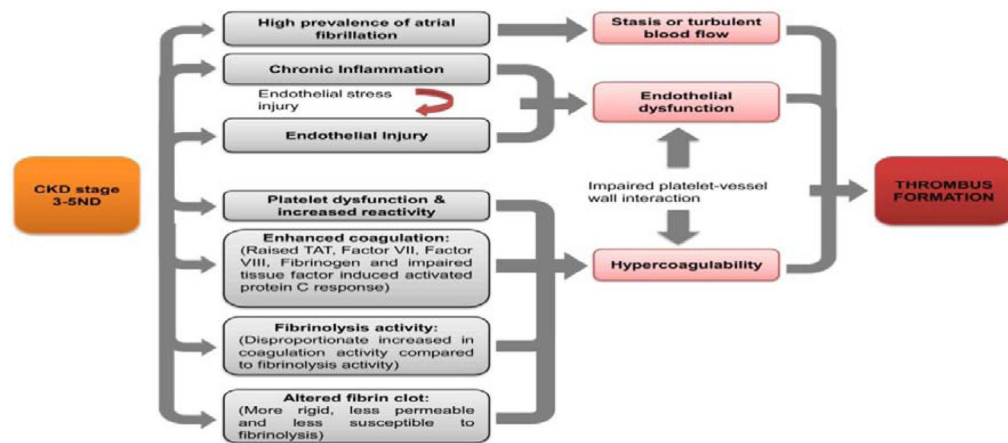 High prevalence of atrial
fibrillation
Stasis or turbulent
blood flow
Chronic Inflammation
Endothelial stress
injury
Endothelial
dysfunction
Endothelial Injury
CKD stage
3-5ND
Impaired platelet-vessel
wall interaction
THROMBUS
FORMATION
Platelet dysfunction &
increased reactivity
Enhanced coagulation:
(Raised TAT, Factor VII, Factor
VIII, Fibrinogen and impaired
tissue factor induced activated
protein C response)
Hypercoagulability
Fibrinolysis activity:
(Disproportionate increased in
coagulation activity compared
to fibrinolysis activity)
Altered fibrin clot:
(More rigid, less permeable
and less susceptible to
fibrinolysis)